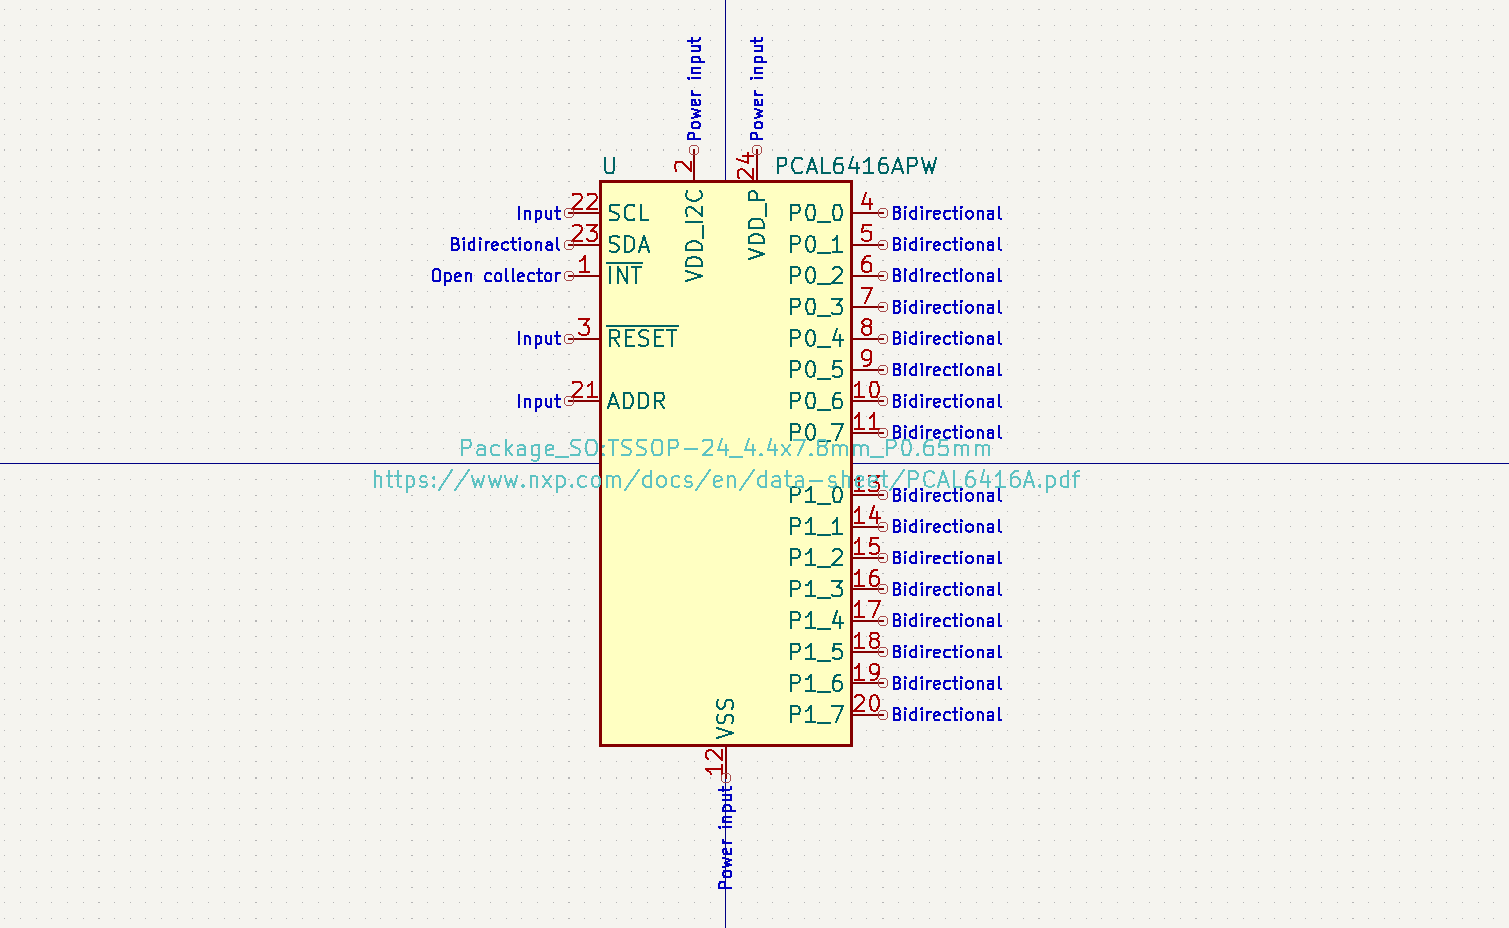 Power input
Power input
2
24
U
PCAL6416APW
Input 22 SCL
VDD_I2C
VDD_P
P0_0 4 Bidirectional
Bidirectional 23 SDA
P0_1 5 Bidirectional
Open collector 1 INT
P0_2 6 Bidirectional
P0_3 7 Bidirectional
Input 3 RESET
P0_4 8 Bidirectional
P0_5 9 Bidirectional
Input 21 ADDR
P0_6 10 Bidirectional
P0_7 11 Bidirectional
Package_SO:TSSOP-24_4.4x7.8mm_P0.65mm
https://www.nxp.com/docs/en/data-sheet/PCAL6416A.pdf
P1_0 13 Bidirectional
P1_1 14 Bidirectional
P1_2 15 Bidirectional
P1_3 16 Bidirectional
P1_4 17 Bidirectional
P1_5 18 Bidirectional
P1_6 19 Bidirectional
P1_7 20 Bidirectional
VSS
12
Power input